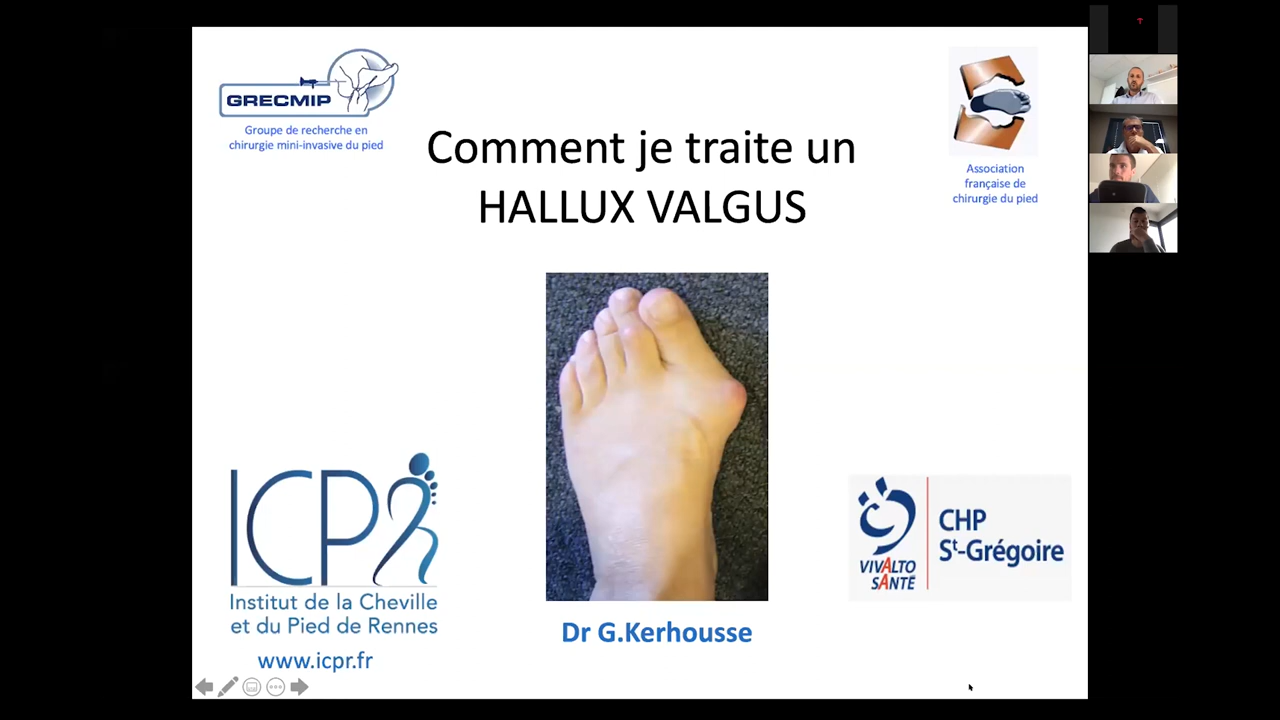 GRECMIP
Groupe de recherche en
chirurgie mini-invasive du pied
Comment je traite un
HALLUX VALGUS
Association
française de
chirurgie du pied
ICPR
Institut de la Cheville
et du Pied de Rennes
www.icpr.fr
Dr G.Kerhousse
VIVALTO
SANTÉ
CHP
St-Grégoire